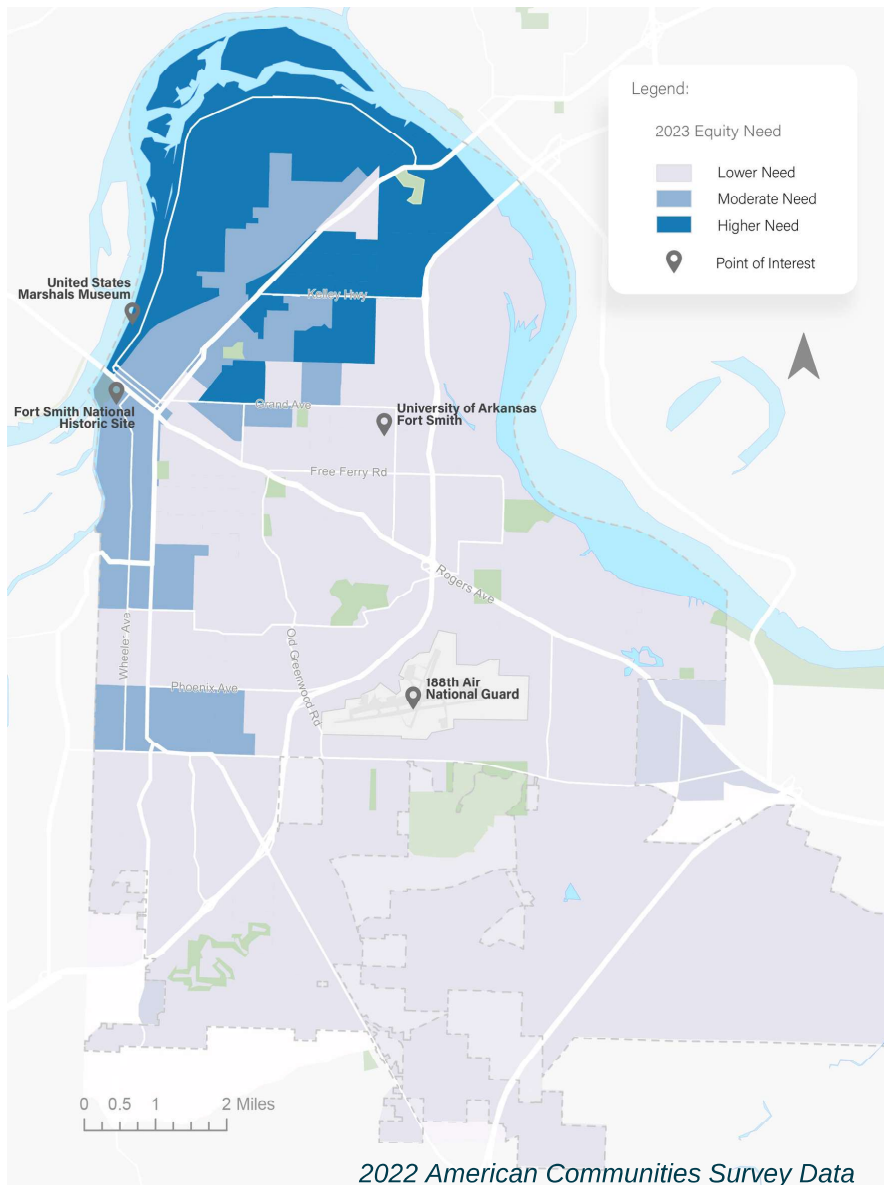 Legend:
2023 Equity Need
Lower Need
Moderate Need
Higher Need
Point of Interest
United States
Marshals Museum
Kelley Hwy
Fort Smith National
Historic Site
Grand Ave
University of Arkansas
Fort Smith
Free Ferry Rd
Rogers Ave
Wheeler Ave
Old Greenwood Rd
Phoenix Ave
188th Air
National Guard
0 0.5 1 2 Miles
2022 American Communities Survey Data